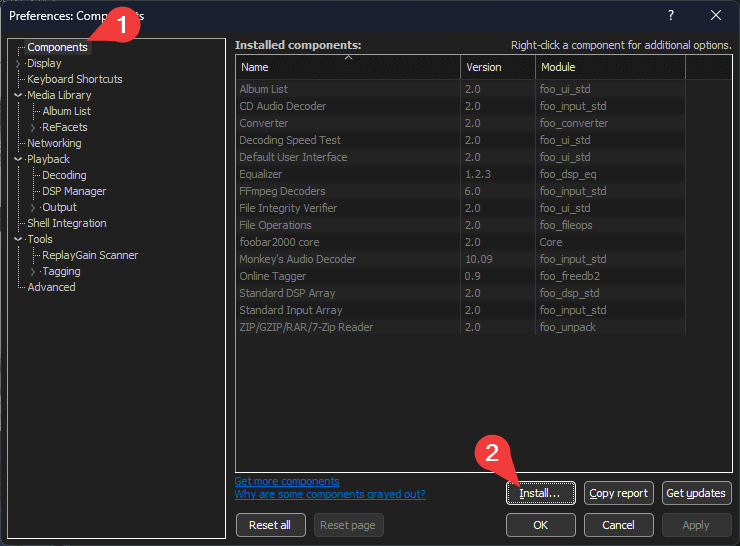 Preferences: Components
?
1
Components
Display
Keyboard Shortcuts
Media Library
Album List
ReFacets
Networking
Playback
Decoding
DSP Manager
Output
Shell Integration
Tools
ReplayGain Scanner
Tagging
Advanced
Installed components: Right-click a component for additional options.
Name Version Module
Album List 2.0 foo_ui_std
CD Audio Decoder 2.0 foo_input_std
Converter 2.0 foo_converter
Decoding Speed Test 2.0 foo_ui_std
Default User Interface 2.0 foo_ui_std
Equalizer 1.2.3 foo_dsp_eq
FFmpeg Decoders 6.0 foo_input_std
File Integrity Verifier 2.0 foo_ui_std
File Operations 2.0 foo_fileops
foobar2000 core 2.0 Core
Monkey's Audio Decoder 10.09 foo_input_std
Online Tagger 0.9 foo_freedb2
Standard DSP Array 2.0 foo_dsp_std
Standard Input Array 2.0 foo_input_std
ZIP/GZIP/RAR/7-Zip Reader 2.0 foo_unpack
2
Get more components
Why are some components grayed out?
Install... Copy report Get updates
Reset all Reset page OK Cancel Apply